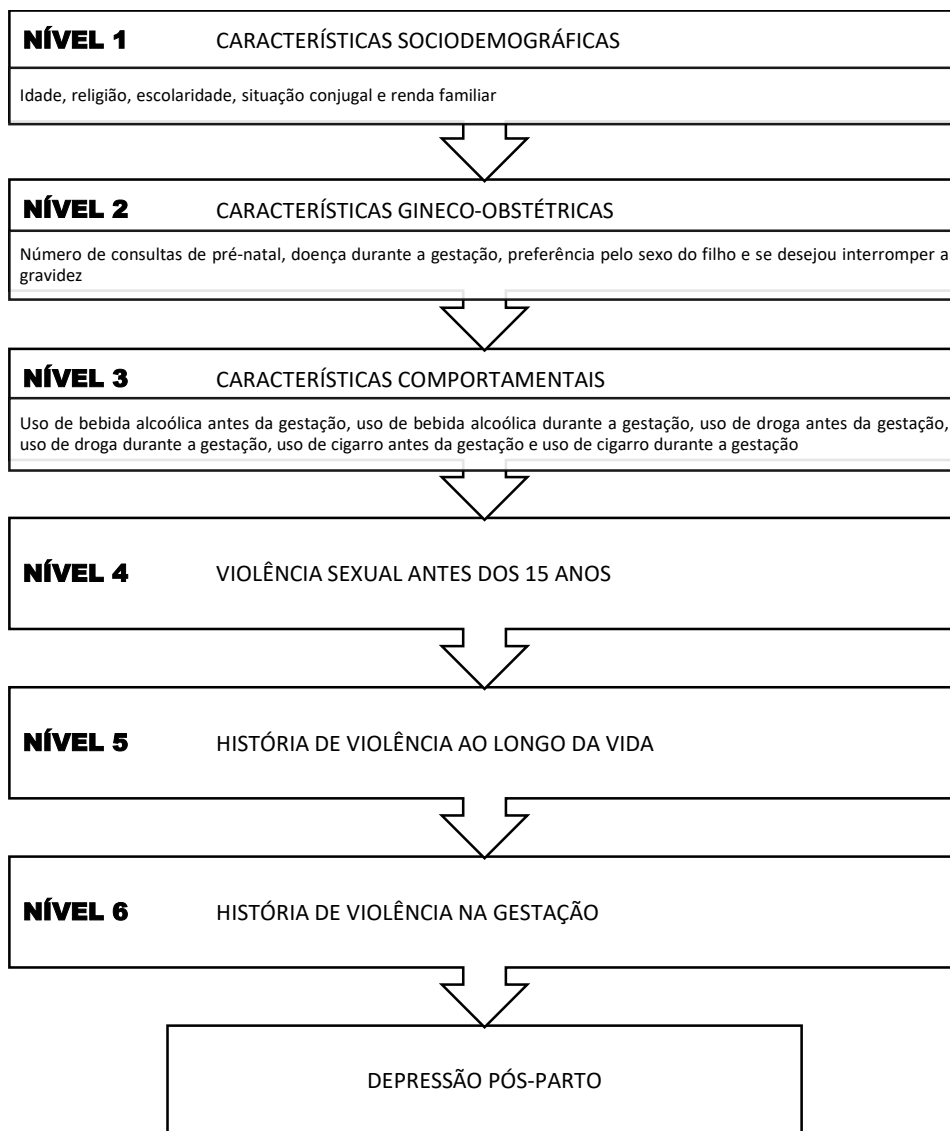 NÍVEL 1 CARACTERÍSTICAS SOCIODEMOGRÁFICAS
Idade, religião, escolaridade, situação conjugal e renda familiar
NÍVEL 2 CARACTERÍSTICAS GINECO-OBSTÉTRICAS
Número de consultas de pré-natal, doença durante a gestação, preferência pelo sexo do filho e se desejou interromper a
gravidez
NÍVEL 3 CARACTERÍSTICAS COMPORTAMENTAIS
Uso de bebida alcoólica antes da gestação, uso de bebida alcoólica durante a gestação, uso de droga antes da gestação,
uso de droga durante a gestação, uso de cigarro antes da gestação e uso de cigarro durante a gestação
NÍVEL 4 VIOLÊNCIA SEXUAL ANTES DOS 15 ANOS
NÍVEL 5 HISTÓRIA DE VIOLÊNCIA AO LONGO DA VIDA
NÍVEL 6 HISTÓRIA DE VIOLÊNCIA NA GESTAÇÃO
DEPRESSÃO PÓS-PARTO